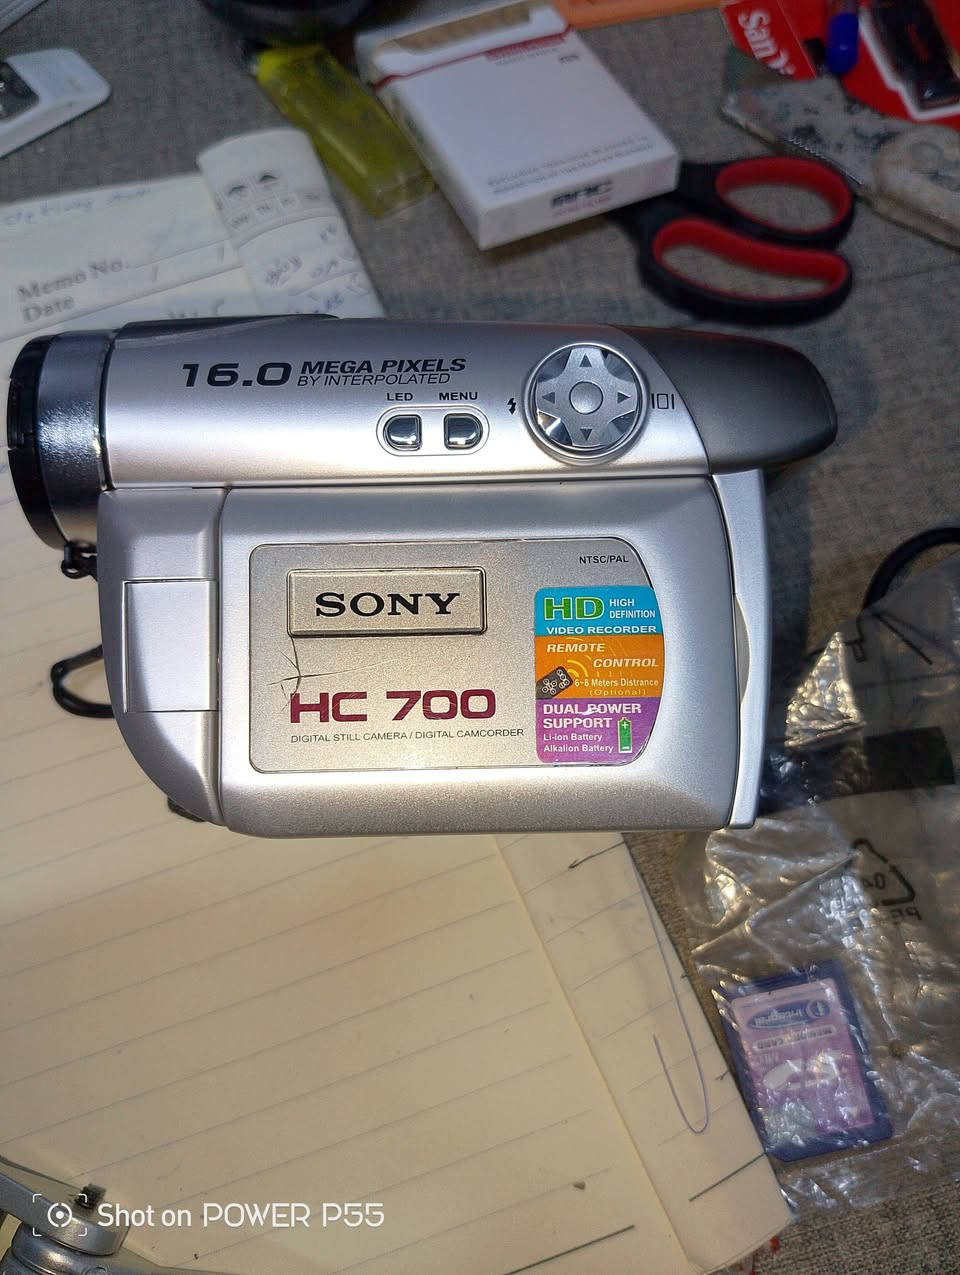 SanD
Memo No.
Date
16.0 MEGA PIXELS
BY INTERPOLATED
LED MENU
NTSC/PAL
SONY
HD HIGH
DEFINITION
VIDEO RECORDER
REMOTE
CONTROL
6~8 Meters Distrance
(Optional)
HC 700
DUAL POWER
SUPPORT
Li-ion Battery
Alkalion Battery
DIGITAL STILL CAMERA / DIGITAL CAMCORDER
Integral
Shot on POWER P55